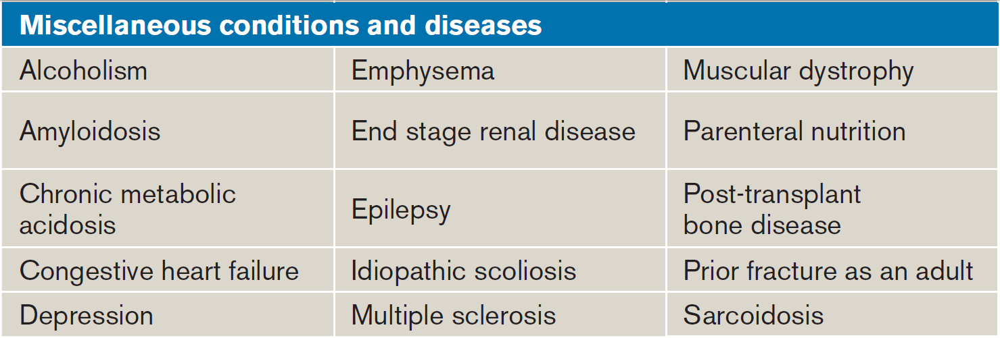 Miscellaneous conditions and diseases
Alcoholism Emphysema Muscular dystrophy
Amyloidosis End stage renal disease Parenteral nutrition
Chronic metabolic
acidosis
Epilepsy
Post-transplant
bone disease
Congestive heart failure Idiopathic scoliosis Prior fracture as an adult
Depression Multiple sclerosis Sarcoidosis